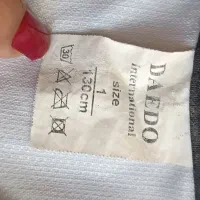 DAEDO
international
size
1
130cm
30